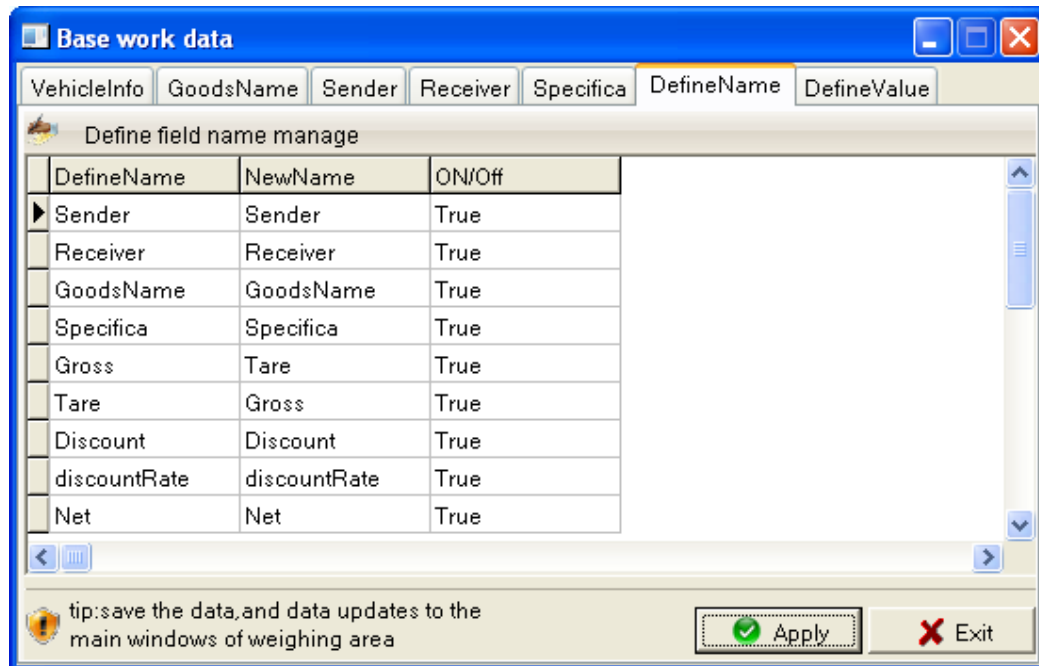 Base work data
VehicleInfo GoodsName Sender Receiver Specifica DefineName DefineValue
Define field name manage
DefineName NewName ON/Off
Sender Sender True
Receiver Receiver True
GoodsName GoodsName True
Specifica Specifica True
Gross Tare True
Tare Gross True
Discount Discount True
discountRate discountRate True
Net Net True
tip:save the data,and data updates to the
main windows of weighing area
Apply Exit